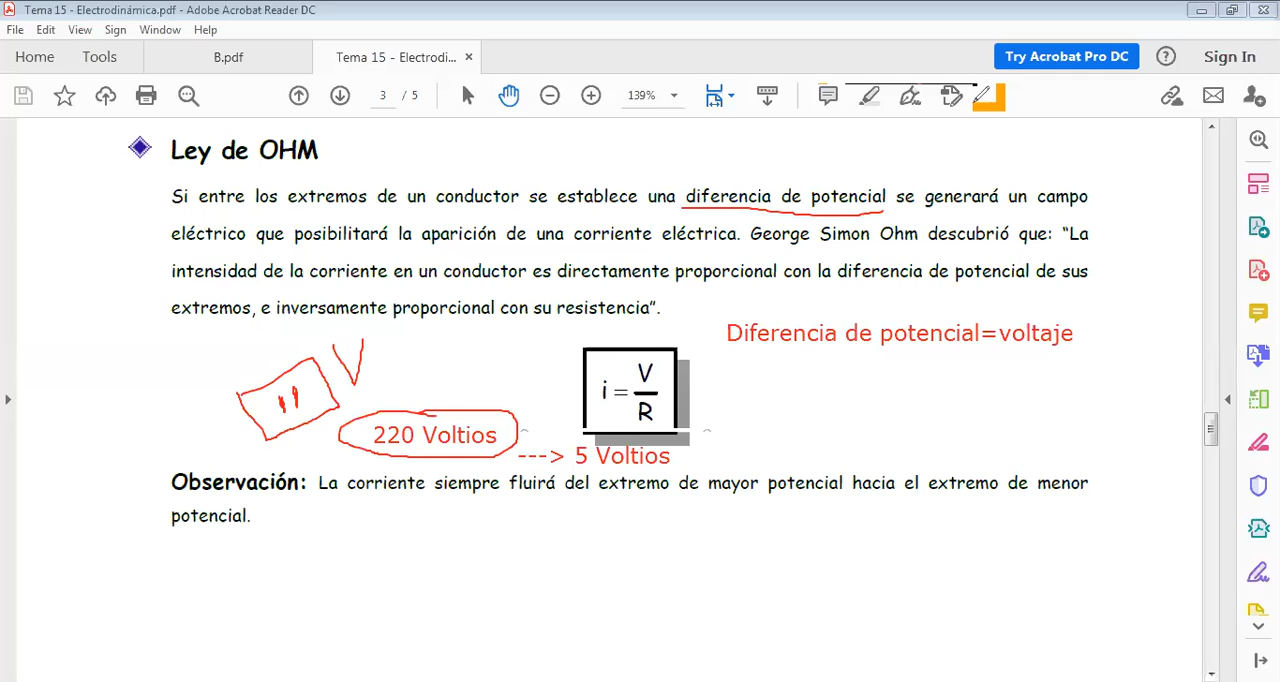 Tema 15 - Electrodinámica.pdf - Adobe Acrobat Reader DC
File Edit View Sign Window Help
Home Tools B.pdf Tema 15 - Electrodi... × Try Acrobat Pro DC ? Sign In
3 / 5 139%
Ley de OHM
Si entre los extremos de un conductor se establece una diferencia de potencial se generará un campo
eléctrico que posibilitará la aparición de una corriente eléctrica. George Simon Ohm descubrió que: “La
intensidad de la corriente en un conductor es directamente proporcional con la diferencia de potencial de sus
extremos, e inversamente proporcional con su resistencia”.
Diferencia de potencial=voltaje
V
i = V
R
220 Voltios
---> 5 Voltios
Observación: La corriente siempre fluirá del extremo de mayor potencial hacia el extremo de menor
potencial.